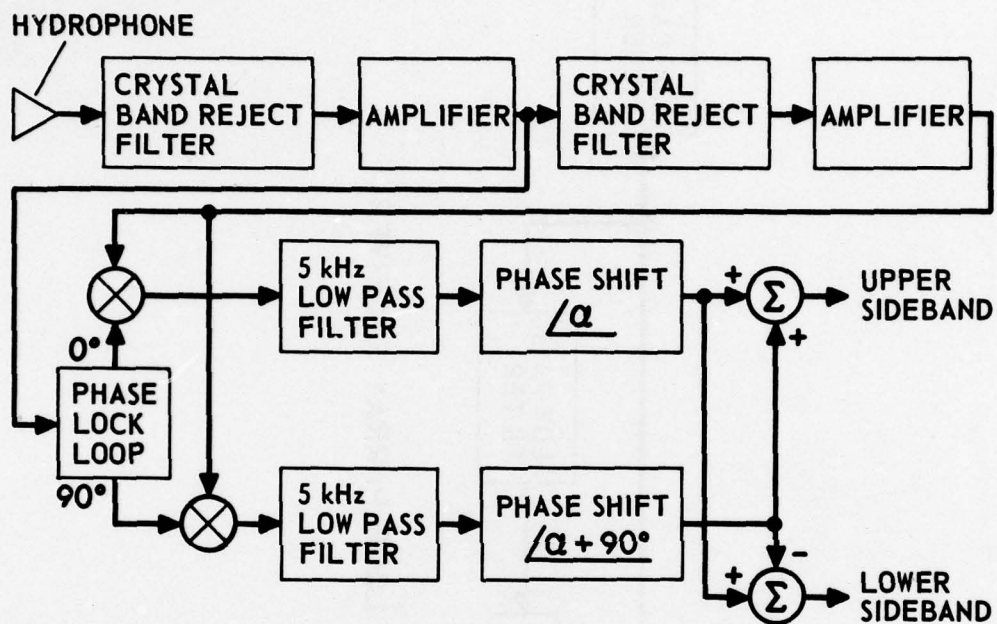 HYDROPHONE
CRYSTAL
BAND REJECT
FILTER
AMPLIFIER
CRYSTAL
BAND REJECT
FILTER
AMPLIFIER
5 kHz
LOW PASS
FILTER
PHASE SHIFT
∠α
+
Σ
+
UPPER
SIDEBAND
0°
PHASE
LOCK
LOOP
90°
5 kHz
LOW PASS
FILTER
PHASE SHIFT
∠α + 90°
-
+
Σ
LOWER
SIDEBAND